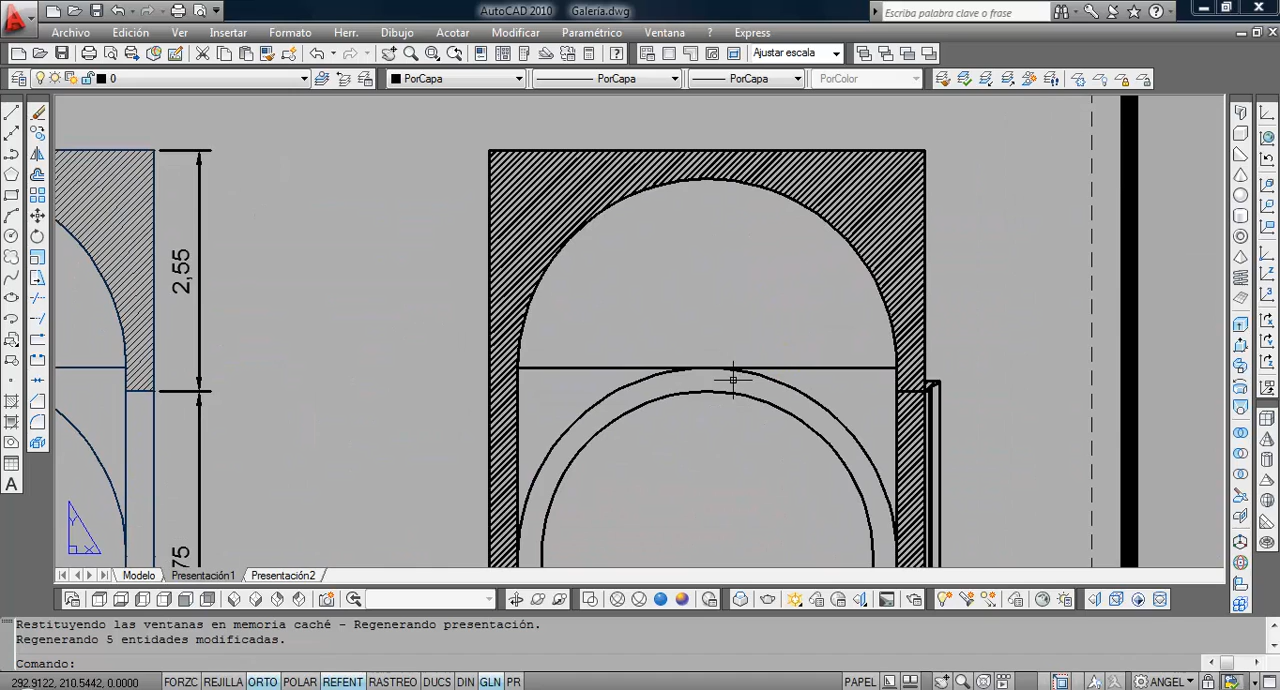 AutoCAD 2010 Galeria.dwg
Escriba palabra clave o frase
Archivo Edición Ver Insertar Formato Herr. Dibujo Acotar Modificar Paramétrico Ventana ? Express
Ajustar escala
0 PorCapa PorCapa PorCapa PorColor
2,55
75
Y
X
Modelo Presentación1 Presentación2
Restituyendo las ventanas en memoria caché - Regenerando presentación.
Regenerando 5 entidades modificadas.
Comando:
292.9122, 210.5442, 0.0000 FORZC REJILLA ORTO POLAR REFENT RASTREO DUCS DIN GLN PR PAPEL ANGEL